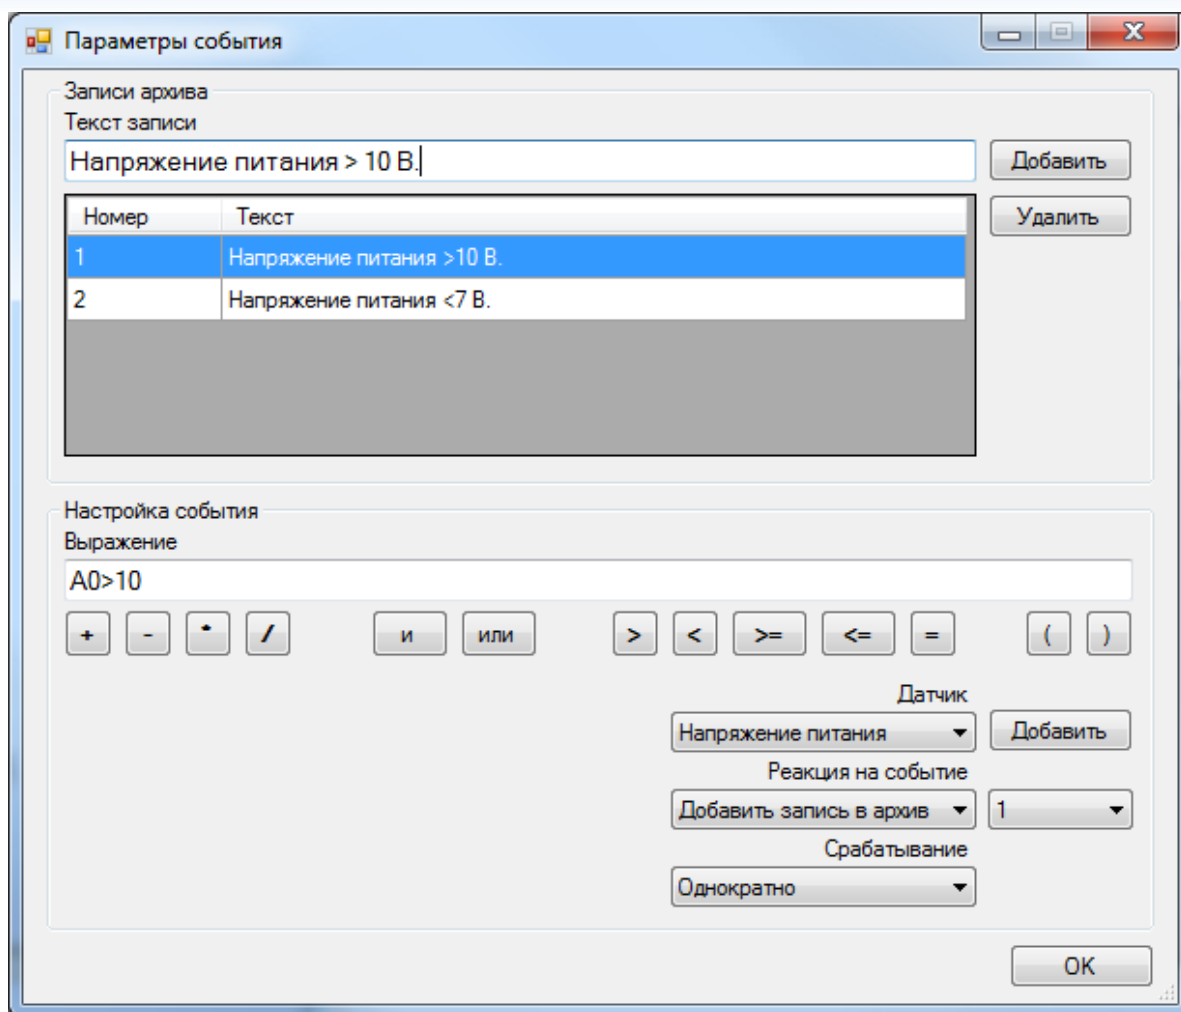 Параметры события
Записи архива
Текст записи
Напряжение питания > 10 В.
Добавить
Номер Текст
Удалить
1 Напряжение питания >10 В.
2 Напряжение питания <7 В.
Настройка события
Выражение
A0>10
+ - * / и или > < >= <= = ( )
Датчик
Напряжение питания Добавить
Реакция на событие
Добавить запись в архив 1
Срабатывание
Однократно
OK